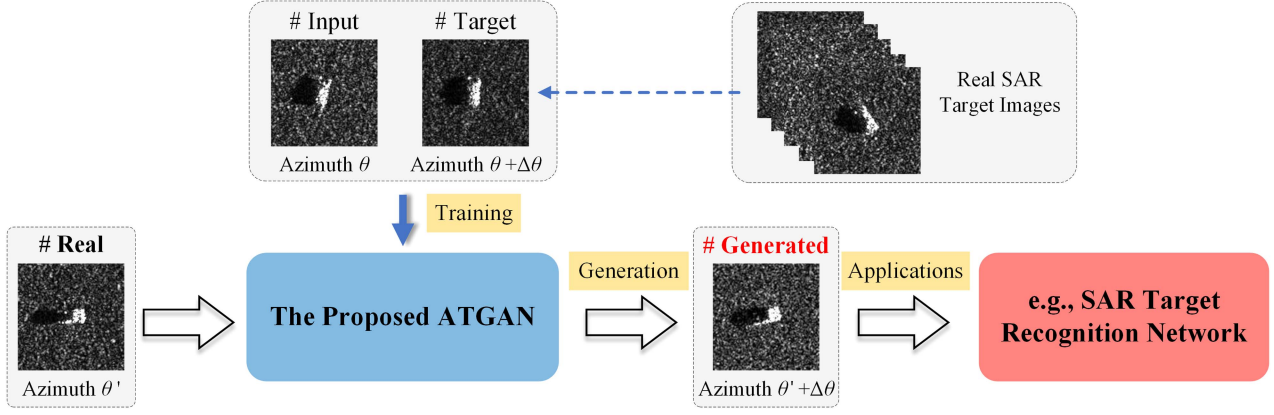 # Input
# Target
Azimuth θ
Azimuth θ +Δθ
Real SAR
Target Images
Training
# Real
Azimuth θ '
The Proposed ATGAN
Generation
# Generated
Azimuth θ' +Δθ
Applications
e.g., SAR Target
Recognition Network